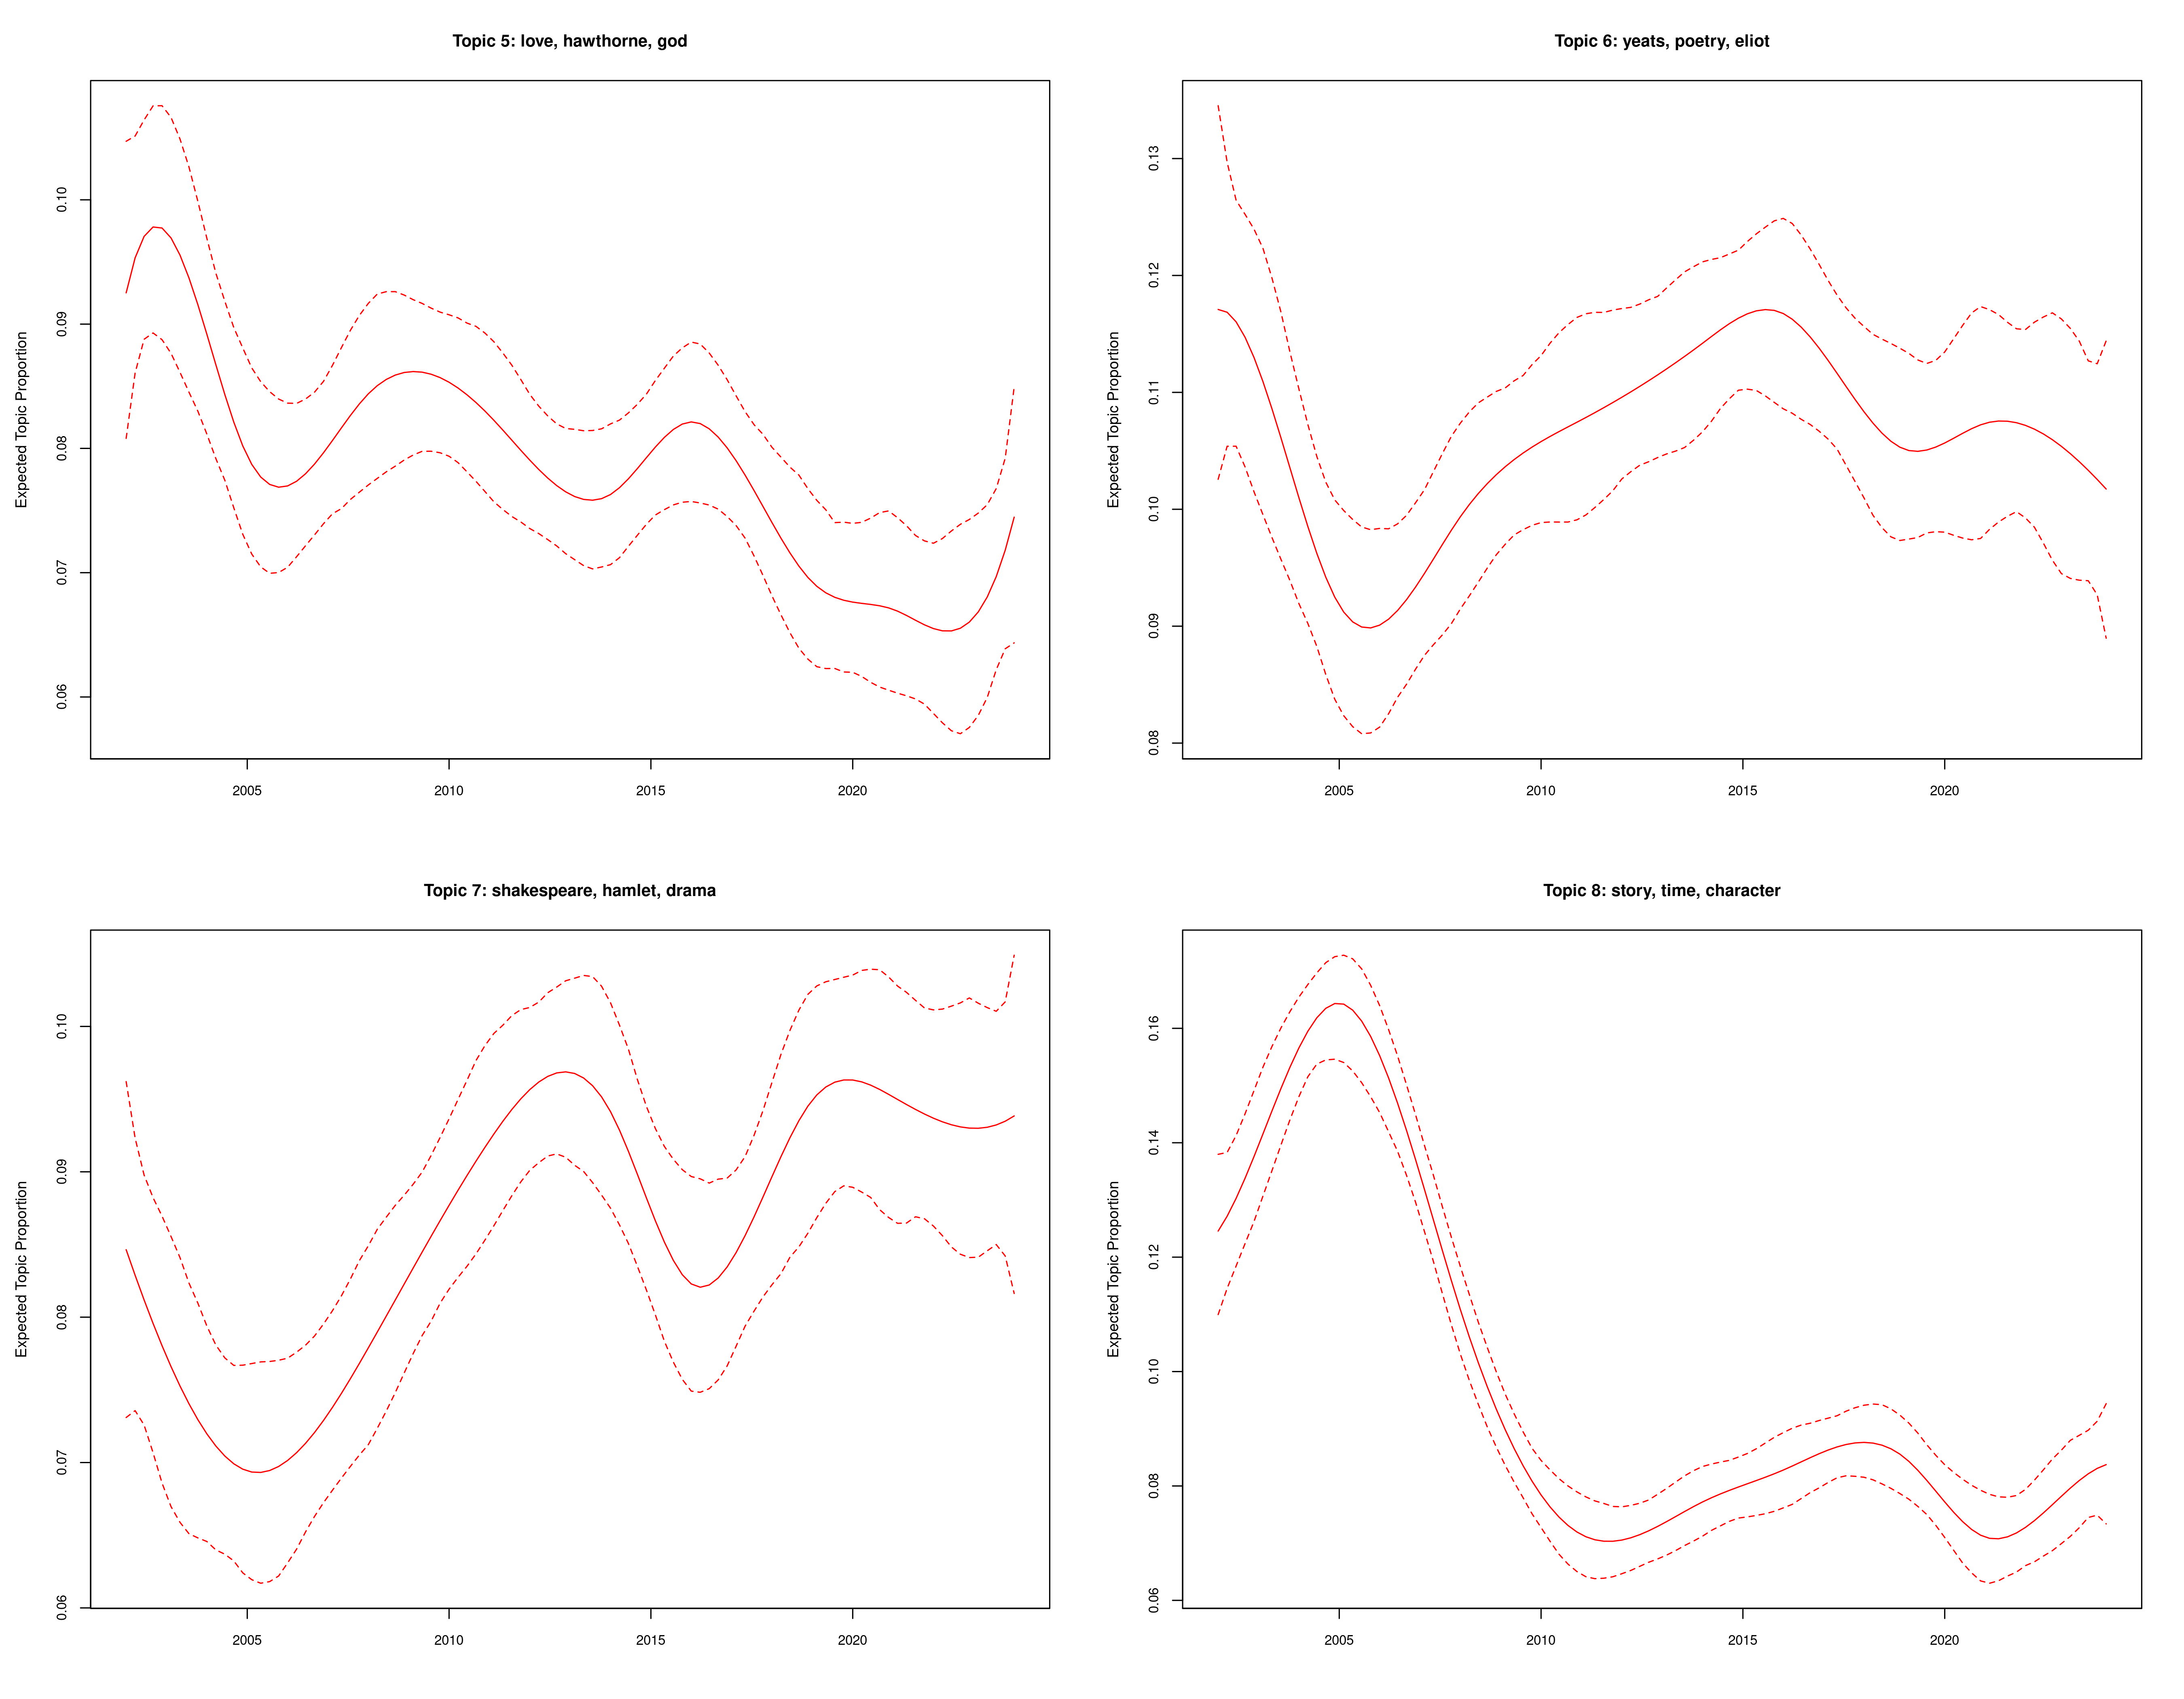 Topic 5: love, hawthorne, god
Expected Topic Proportion
0.10
0.09
0.08
0.07
0.06
2005 2010 2015 2020
Topic 6: yeats, poetry, eliot
Expected Topic Proportion
0.13
0.12
0.11
0.10
0.09
0.08
2005 2010 2015 2020
Topic 7: shakespeare, hamlet, drama
Expected Topic Proportion
0.10
0.09
0.08
0.07
0.06
2005 2010 2015 2020
Topic 8: story, time, character
Expected Topic Proportion
0.16
0.14
0.12
0.10
0.08
0.06
2005 2010 2015 2020